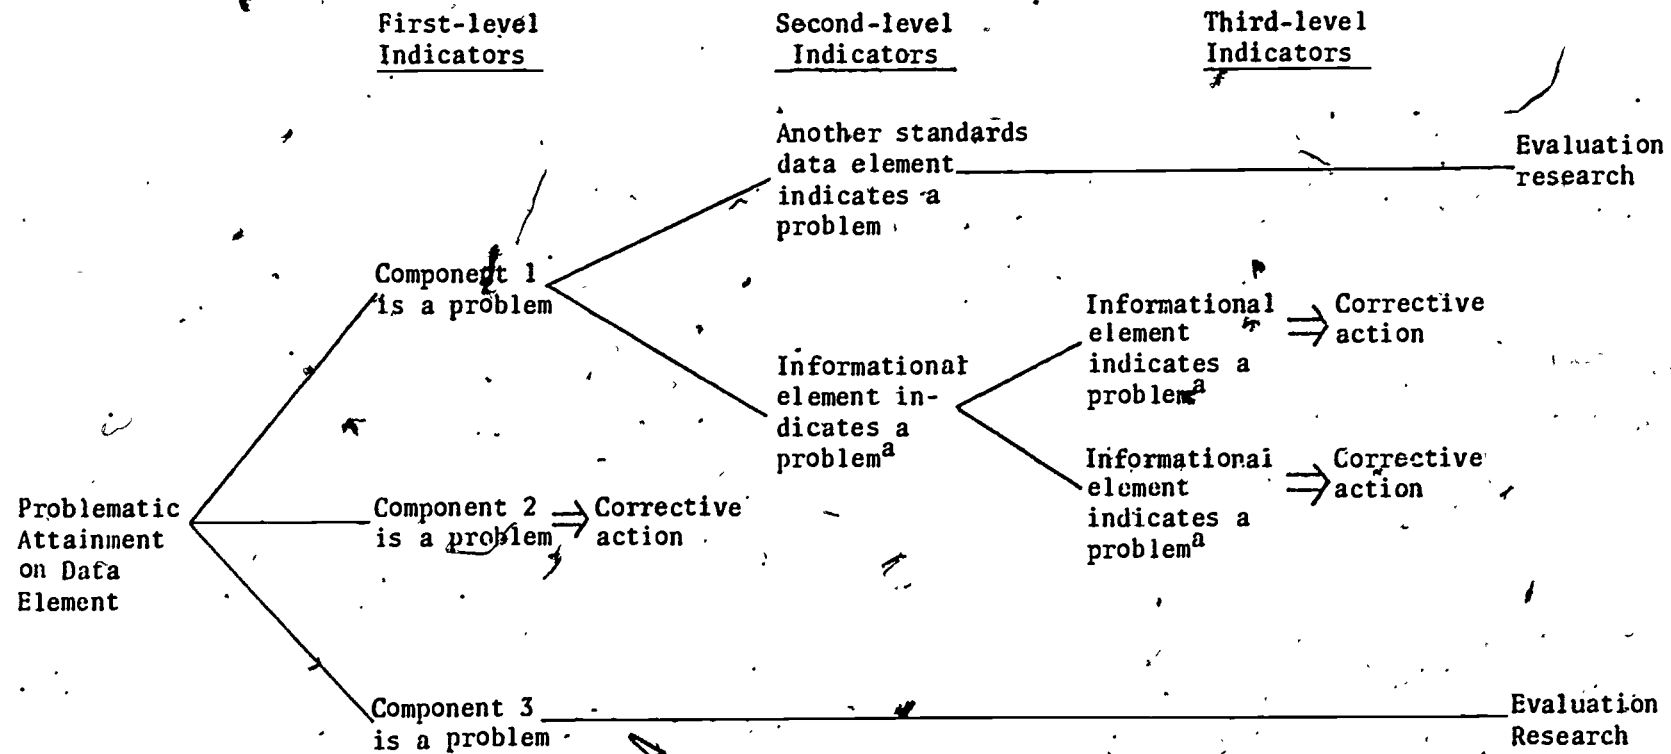 First-level
Indicators
Second-level
Indicators
Third-level
Indicators
Another standards
data element
indicates a
problem
Evaluation
research
Component 1
is a problem
Informational
element in-
dicates a
problem^a
Informational
element
indicates a
problem^a
Corrective
action
Informational
element
indicates a
problem^a
Corrective
action
Problematic
Attainment
on Data
Element
Component 2
is a problem
Corrective
action
Component 3
is a problem
Evaluation
Research